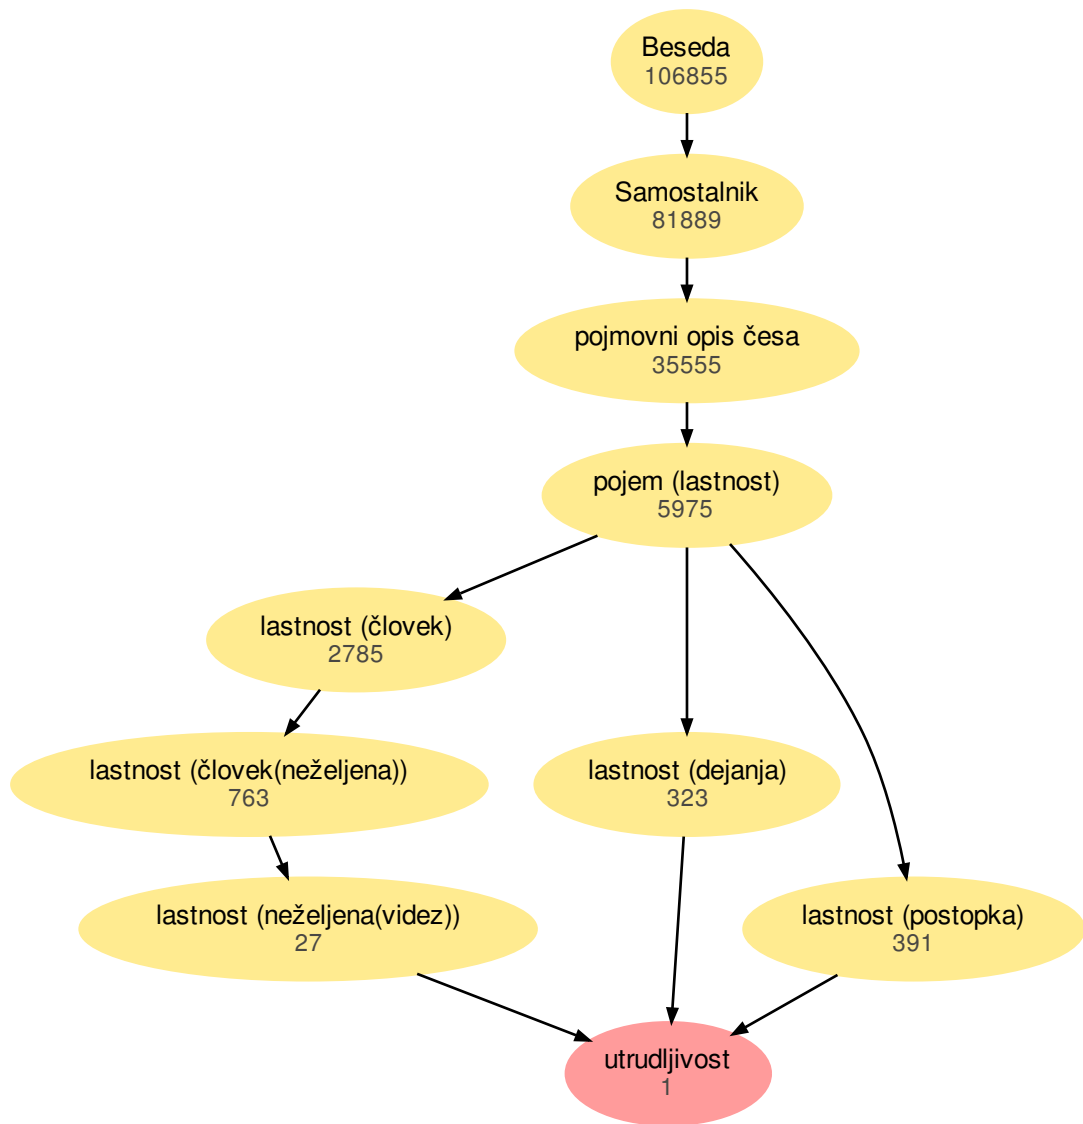 Beseda
106855
Samostalnik
81889
pojmovni opis česa
35555
pojem (lastnost)
5975
lastnost (človek)
2785
lastnost (človek(neželjena))
763
lastnost (dejanja)
323
lastnost (neželjena(videz))
27
lastnost (postopka)
391
utrudljivost
1